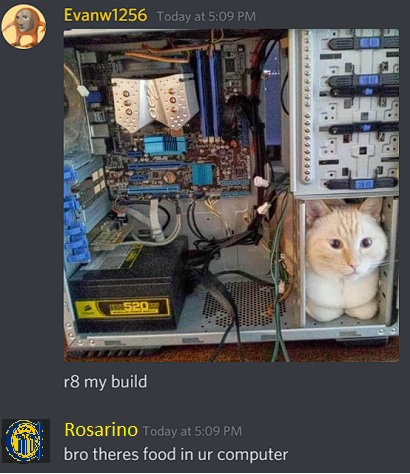 Evanw1256 Today at 5:09 PM
520
r8 my build
Rosarino Today at 5:09 PM
bro theres food in ur computer